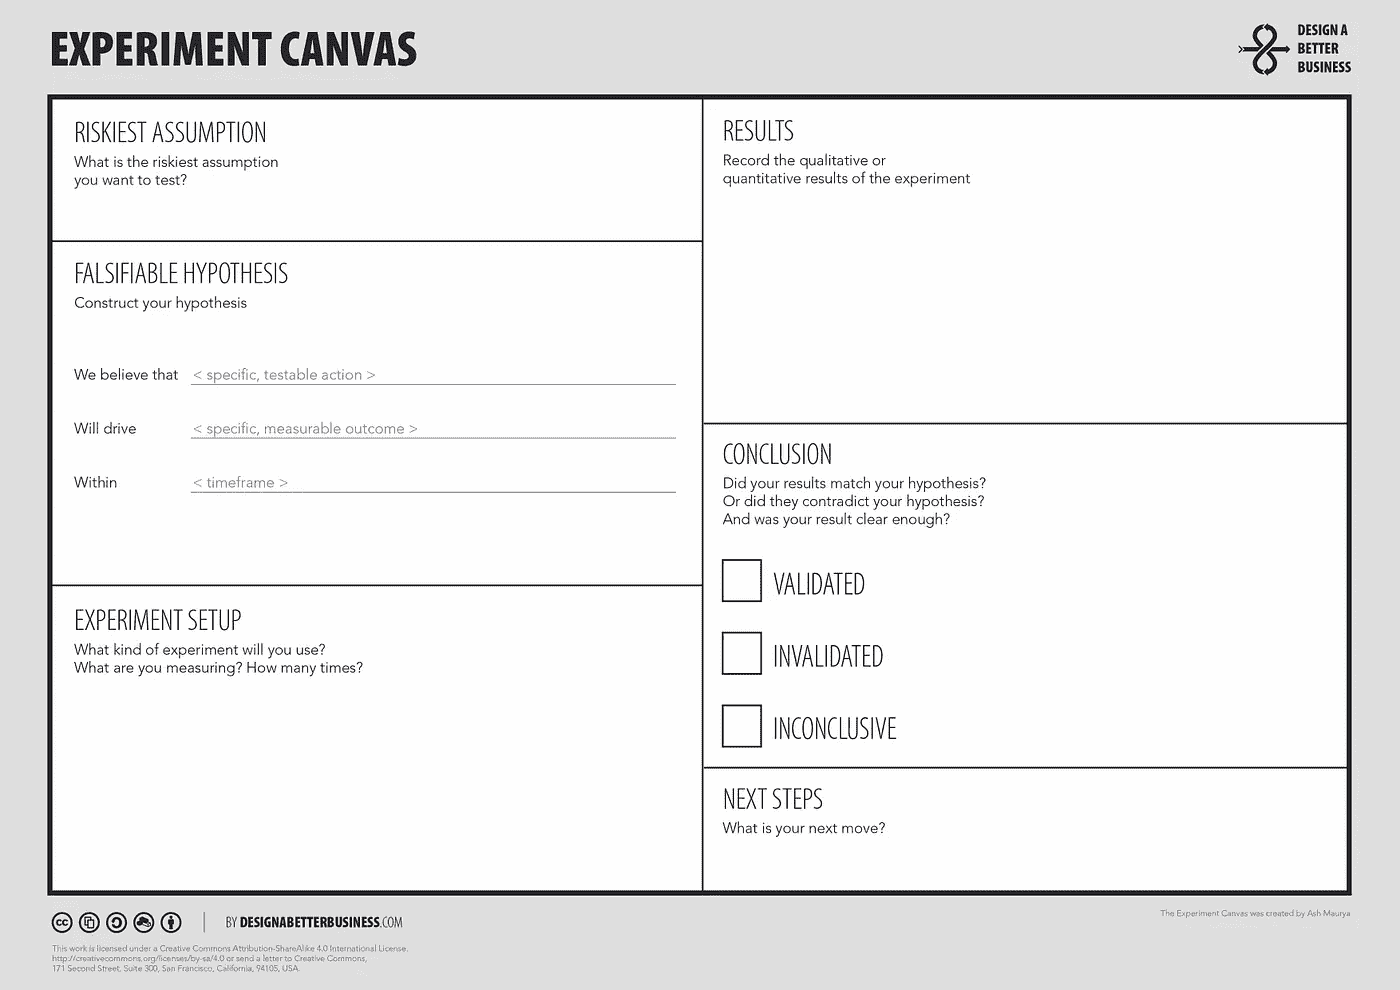 EXPERIMENT CANVAS
DESIGN A
BETTER
BUSINESS
RISKIEST ASSUMPTION
What is the riskiest assumption
you want to test?
FALSIFIABLE HYPOTHESIS
Construct your hypothesis
We believe that < specific, testable action >
Will drive < specific, measurable outcome >
Within < timeframe >
EXPERIMENT SETUP
What kind of experiment will you use?
What are you measuring? How many times?
RESULTS
Record the qualitative or
quantitative results of the experiment
CONCLUSION
Did your results match your hypothesis?
Or did they contradict your hypothesis?
And was your result clear enough?
VALIDATED
INVALIDATED
INCONCLUSIVE
NEXT STEPS
What is your next move?
cc
BY DESIGNABETTERBUSINESS.COM
The Experiment Canvas was created by Ash Maurya
This work is licensed under a Creative Commons Attribution-ShareAlike 4.0 International License.
http://creativecommons.org/licenses/by-sa/4.0 or send a letter to Creative Commons,
171 Second Street, Suite 300, San Francisco, California, 94105, USA.